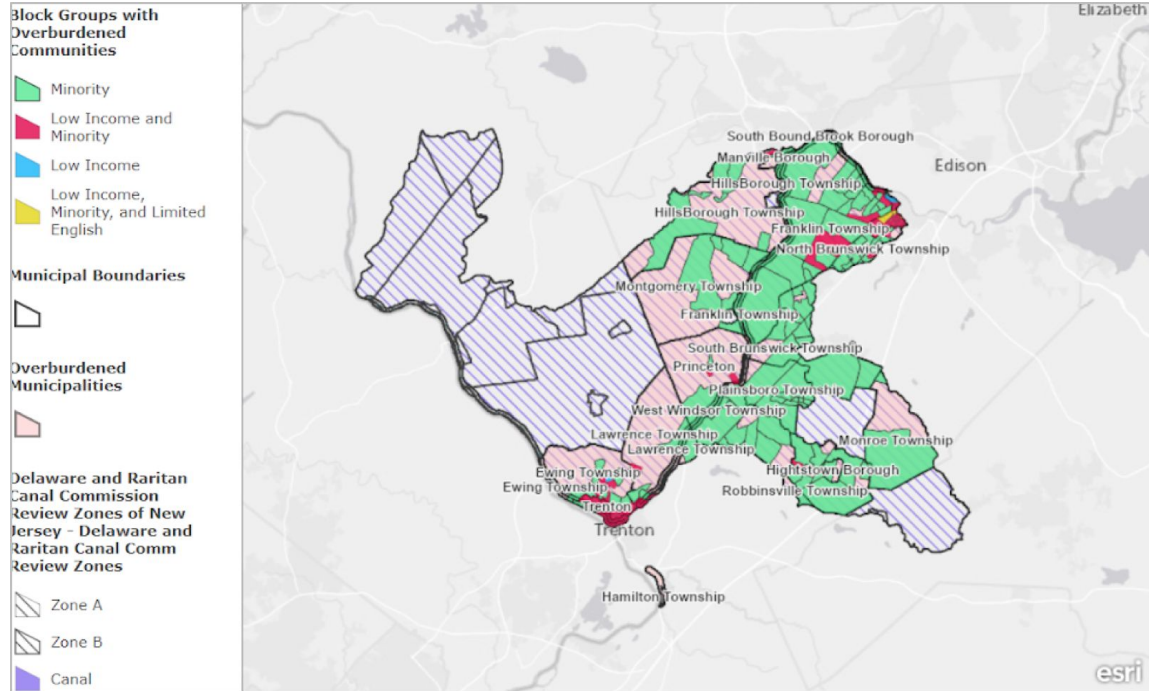 Block Groups with
Overburdened
Communities
Minority
Low Income and
Minority
Low Income
Low Income,
Minority, and Limited
English
Municipal Boundaries
Overburdened
Municipalities
Delaware and Raritan
Canal Commission
Review Zones of New
Jersey - Delaware and
Raritan Canal Comm
Review Zones
Zone A
Zone B
Canal
Elizabeth
South Bound Brook Borough
Manville Borough
Edison
HillsBorough Township
HillsBorough Township
Franklin Township
North Brunswick Township
Montgomery Township
Franklin Township
South Brunswick Township
Princeton
Plainsboro Township
West Windsor Township
Lawrence Township
Monroe Township
Lawrence Township
Ewing Township
Hightstown Borough
Ewing Township
Robbinsville Township
Trenton
Trenton
Hamilton Township
esri